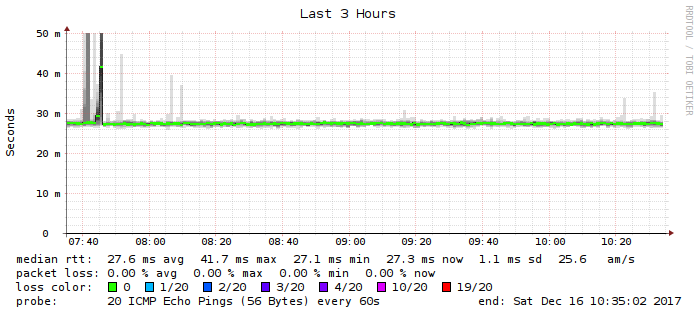 Last 3 Hours
RRDTOOL / TOBI OETIKER
Seconds
50 m
40 m
30 m
20 m
10 m
0
07:40 08:00 08:20 08:40 09:00 09:20 09:40 10:00 10:20
median rtt: 27.6 ms avg 41.7 ms max 27.1 ms min 27.3 ms now 1.1 ms sd 25.6 am/s
packet loss: 0.00 % avg 0.00 % max 0.00 % min 0.00 % now
loss color: 0 1/20 2/20 3/20 4/20 10/20 19/20
probe: 20 ICMP Echo Pings (56 Bytes) every 60s end: Sat Dec 16 10:35:02 2017